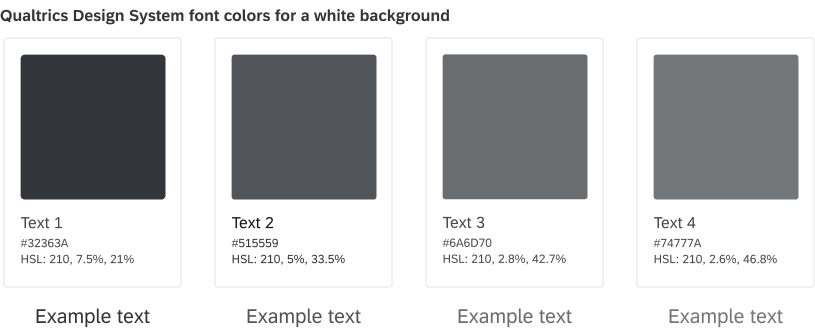 Qualtrics Design System font colors for a white background
Text 1
#32363A
HSL: 210, 7.5%, 21%
Text 2
#515559
HSL: 210, 5%, 33.5%
Text 3
#6A6D70
HSL: 210, 2.8%, 42.7%
Text 4
#74777A
HSL: 210, 2.6%, 46.8%
Example text
Example text
Example text
Example text